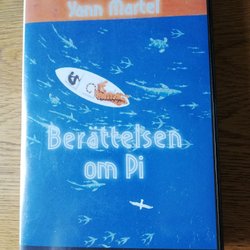 Yann Martel
Berättelsen
om Pi